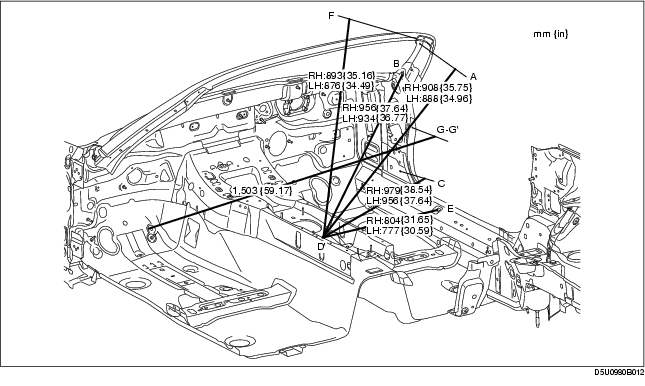 F
mm {in}
B
A
RH:893{35.16}
LH:876{34.49}
RH:908{35.75}
LH:888{34.96}
RH:956{37.64}
LH:934{36.77}
G-G'
C
1,503{59.17}
RH:979{38.54}
LH:956{37.64}
E
RH:804{31.65}
LH:777{30.59}
D'
D5U0980B012